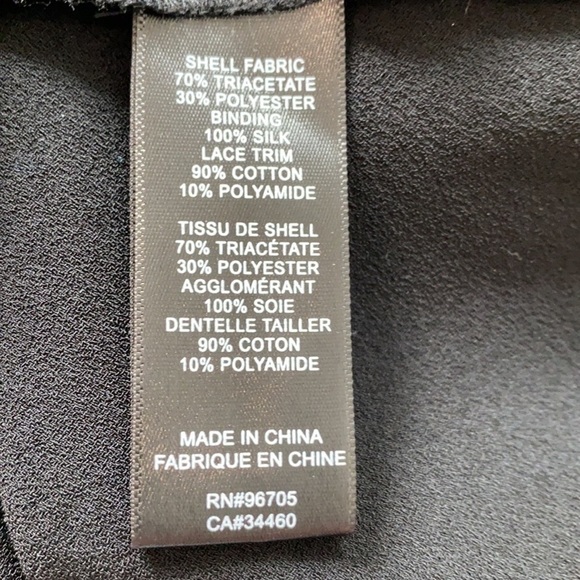 SHELL FABRIC
70% TRIACETATE
30% POLYESTER
BINDING
100% SILK
LACE TRIM
90% COTTON
10% POLYAMIDE
TISSU DE SHELL
70% TRIACÉTATE
30% POLYESTER
AGGLOMÉRANT
100% SOIE
DENTELLE TAILLER
90% COTON
10% POLYAMIDE
MADE IN CHINA
FABRIQUE EN CHINE
RN#96705
CA#34460